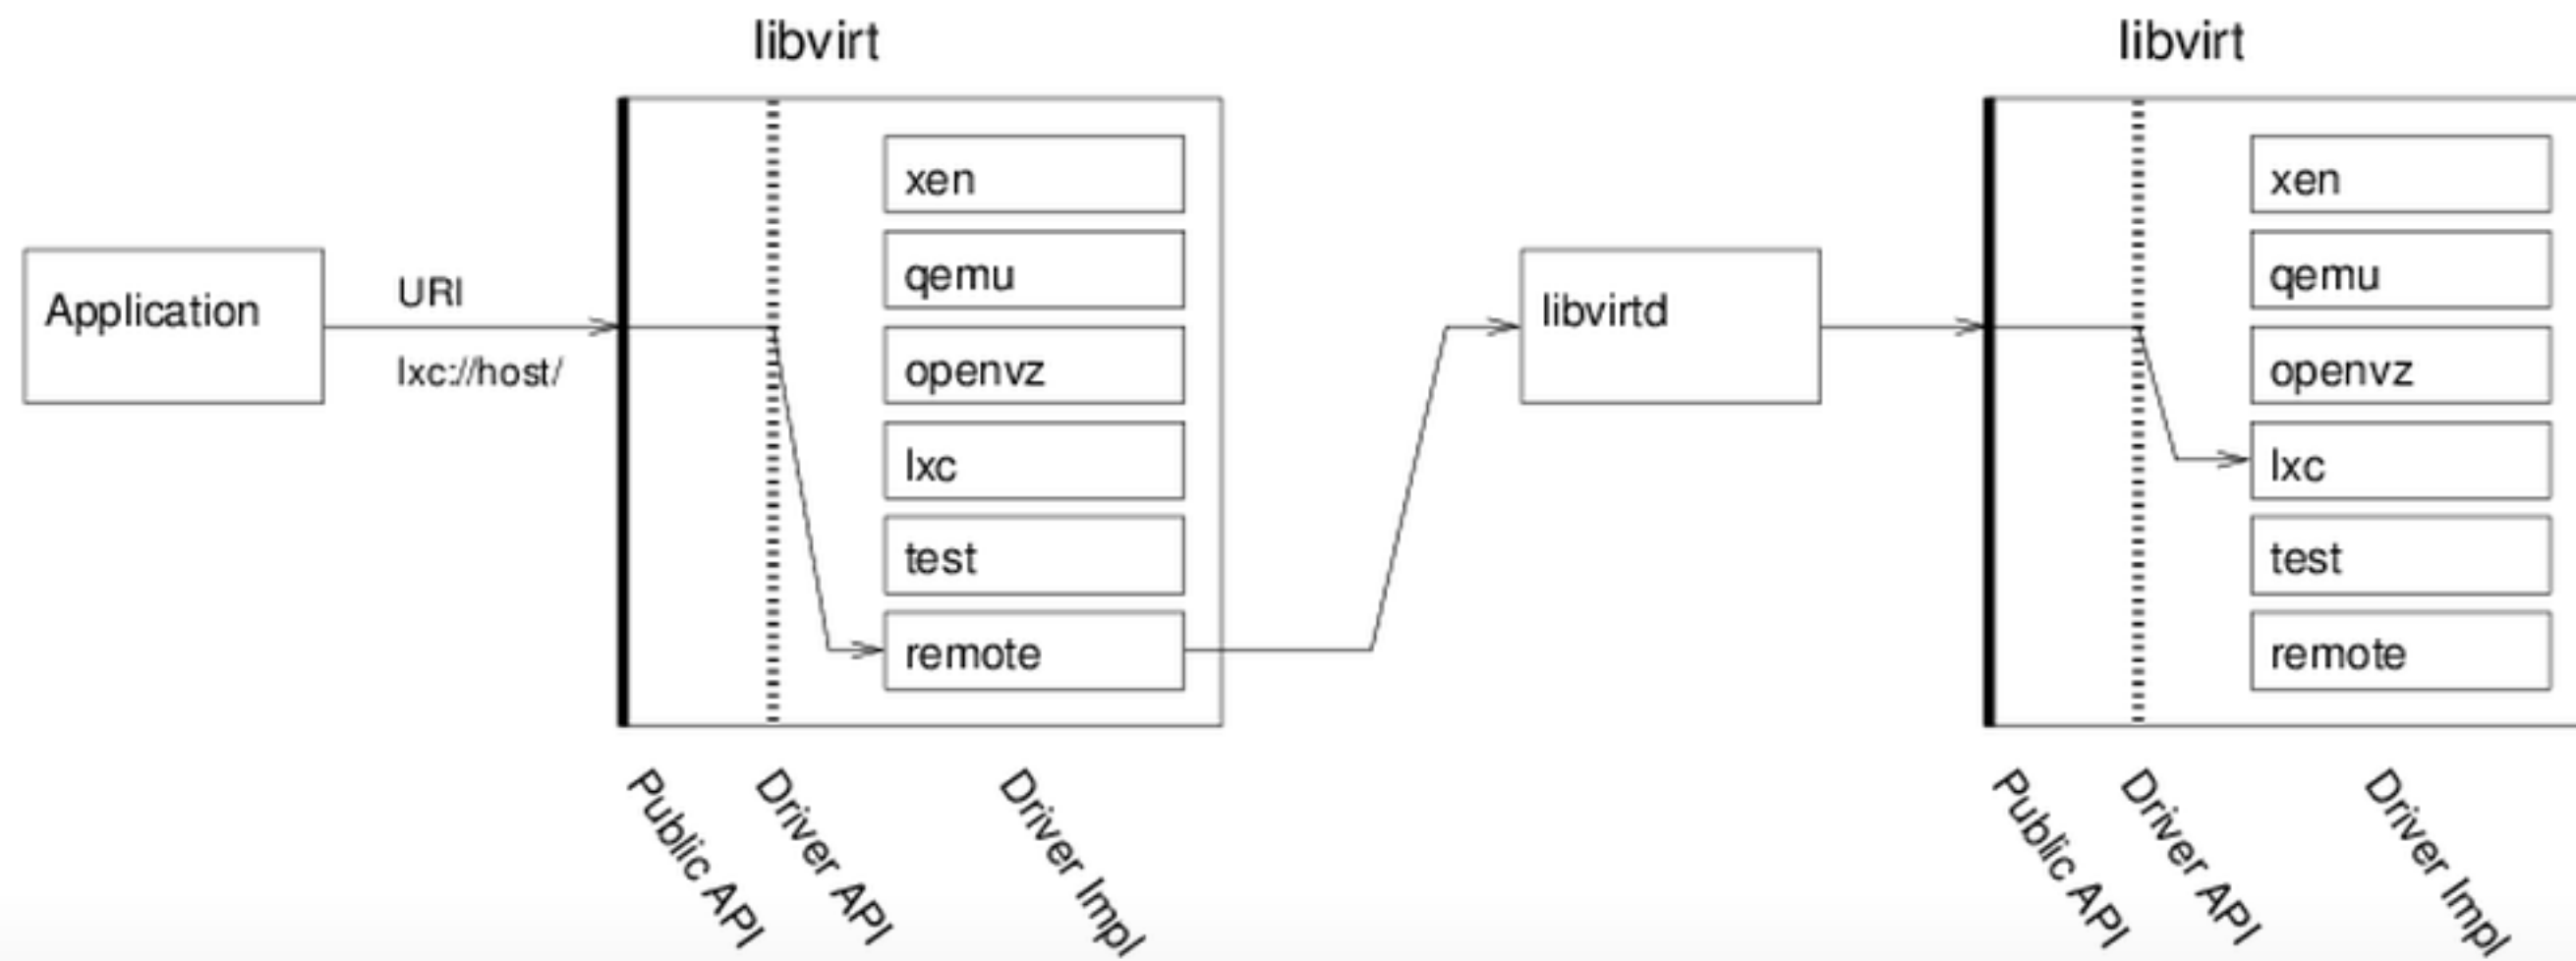 libvirt
libvirt
Application
URI
lxc://host/
xen
qemu
openvz
lxc
test
remote
libvirtd
xen
qemu
openvz
lxc
test
remote
Public API
Driver API
Driver Impl
Public API
Driver API
Driver Impl